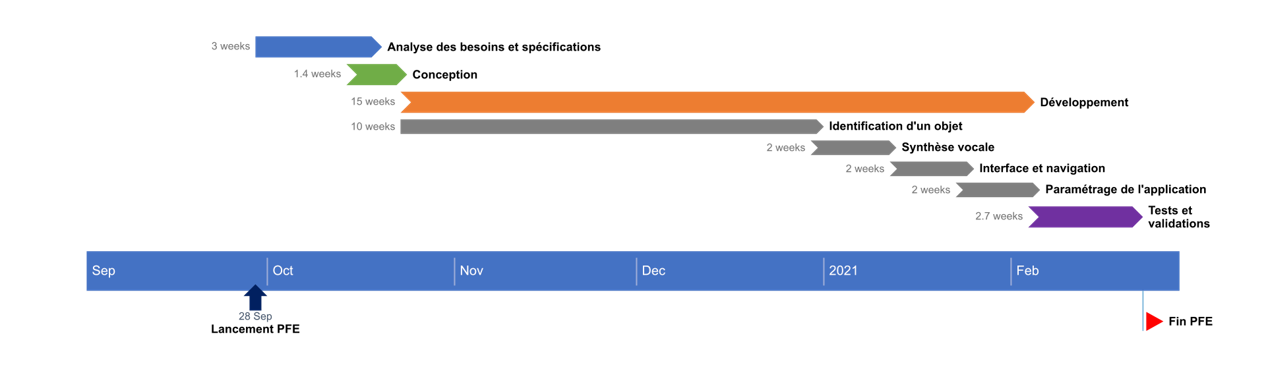 3 weeks Analyse des besoins et spécifications
1.4 weeks Conception
15 weeks Développement
10 weeks Identification d'un objet
2 weeks Synthèse vocale
2 weeks Interface et navigation
2 weeks Paramétrage de l'application
2.7 weeks Tests et
validations
Sep Oct Nov Dec 2021 Feb
28 Sep
Lancement PFE
Fin PFE